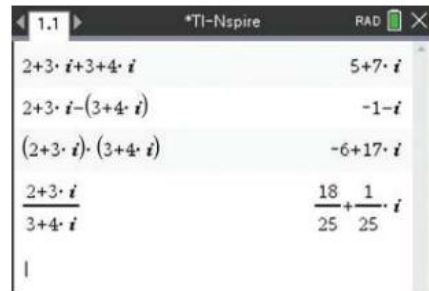 1.1 *TI-Nspire RAD
2+3· i+3+4· i 5+7· i
2+3· i-(3+4· i) -1-i
(2+3· i)· (3+4· i) -6+17· i
2+3· i 18 1
3+4· i 25 + 25 · i